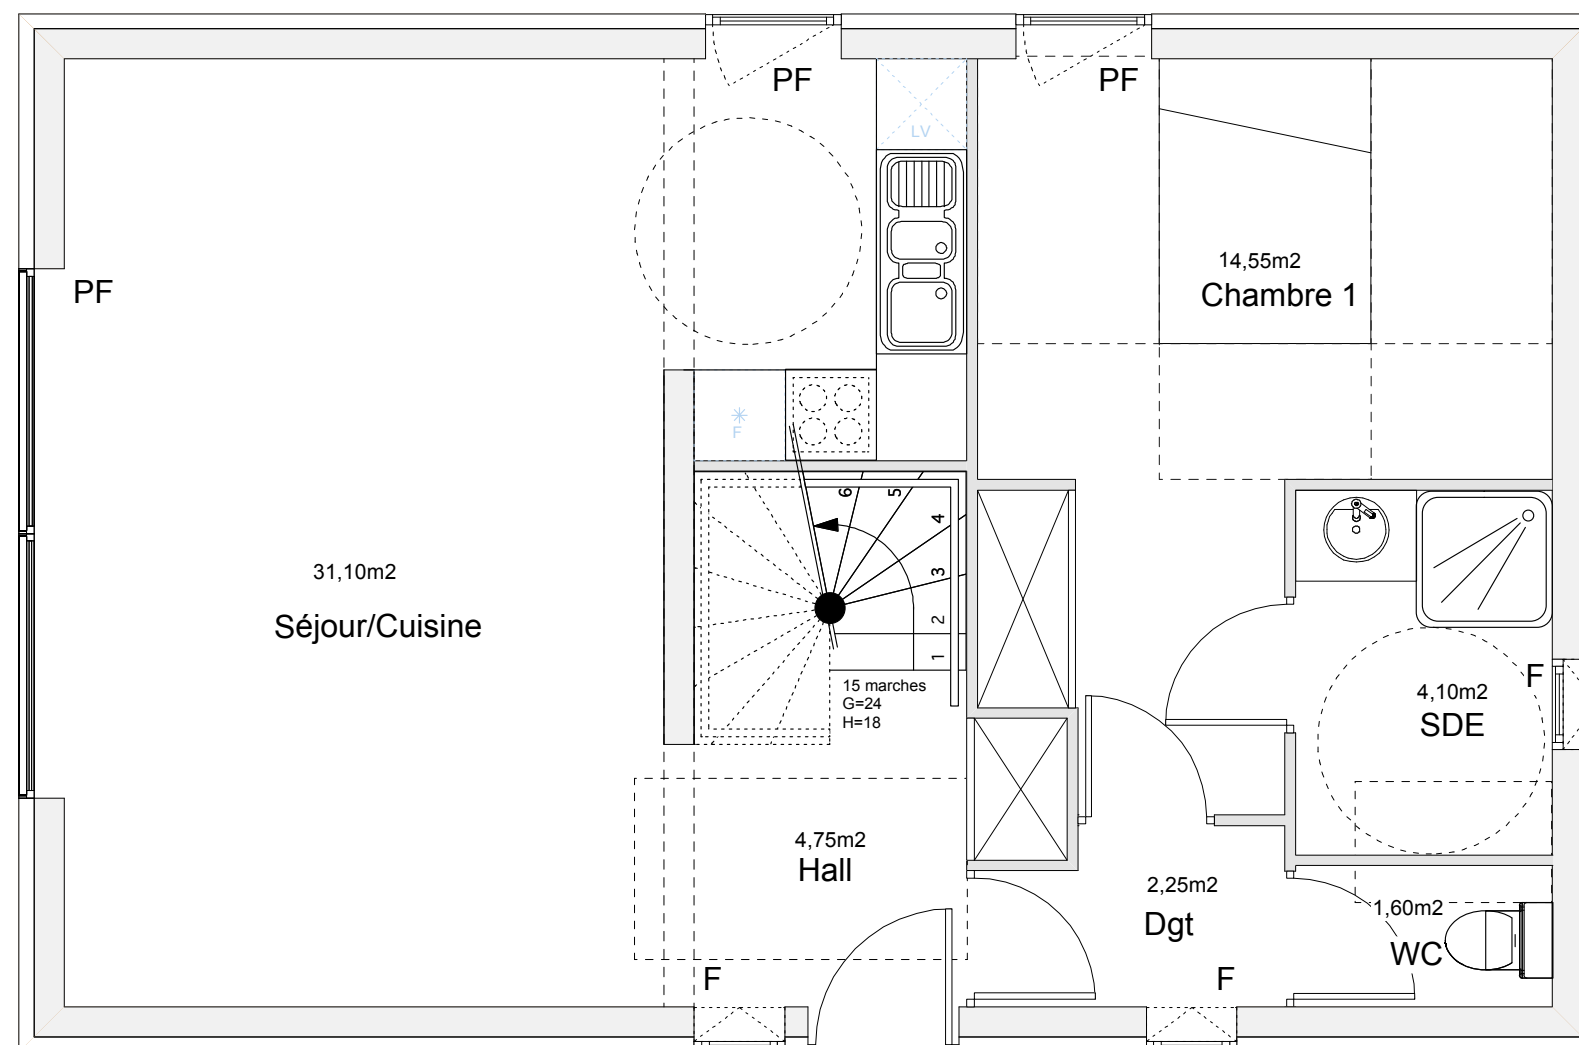 PF
PF
LV
PF
14,55m2
Chambre 1
F
6
5
4
3
2
1
31,10m2
Séjour/Cuisine
15 marches
G=24
H=18
F
4,10m2
SDE
4,75m2
Hall
2,25m2
Dgt
1,60m2
WC
F
F